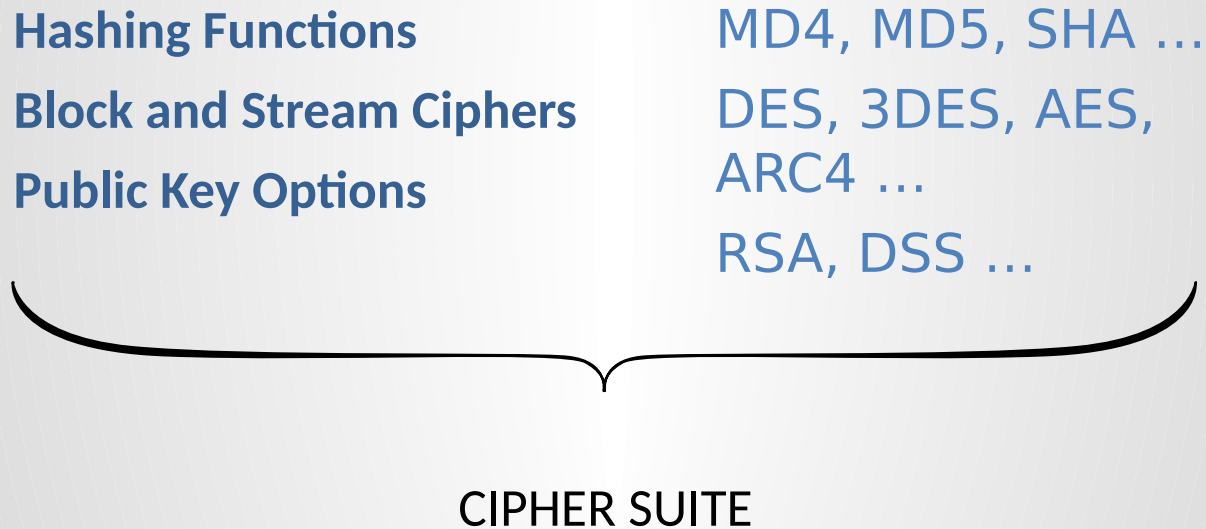 Hashing Functions
Block and Stream Ciphers
Public Key Options
MD4, MD5, SHA ...
DES, 3DES, AES,
ARC4 ...
RSA, DSS ...
CIPHER SUITE